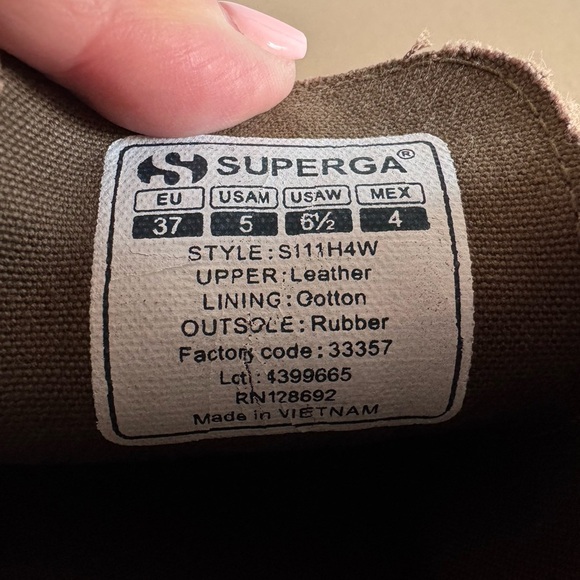 SUPERGA®
EU USAM USAW MEX
37 5 6½ 4
STYLE: S111H4W
UPPER: Leather
LINING: Cotton
OUTSOLE: Rubber
Factory code: 33357
Lot: 4399665
RN128692
Made in VIETNAM